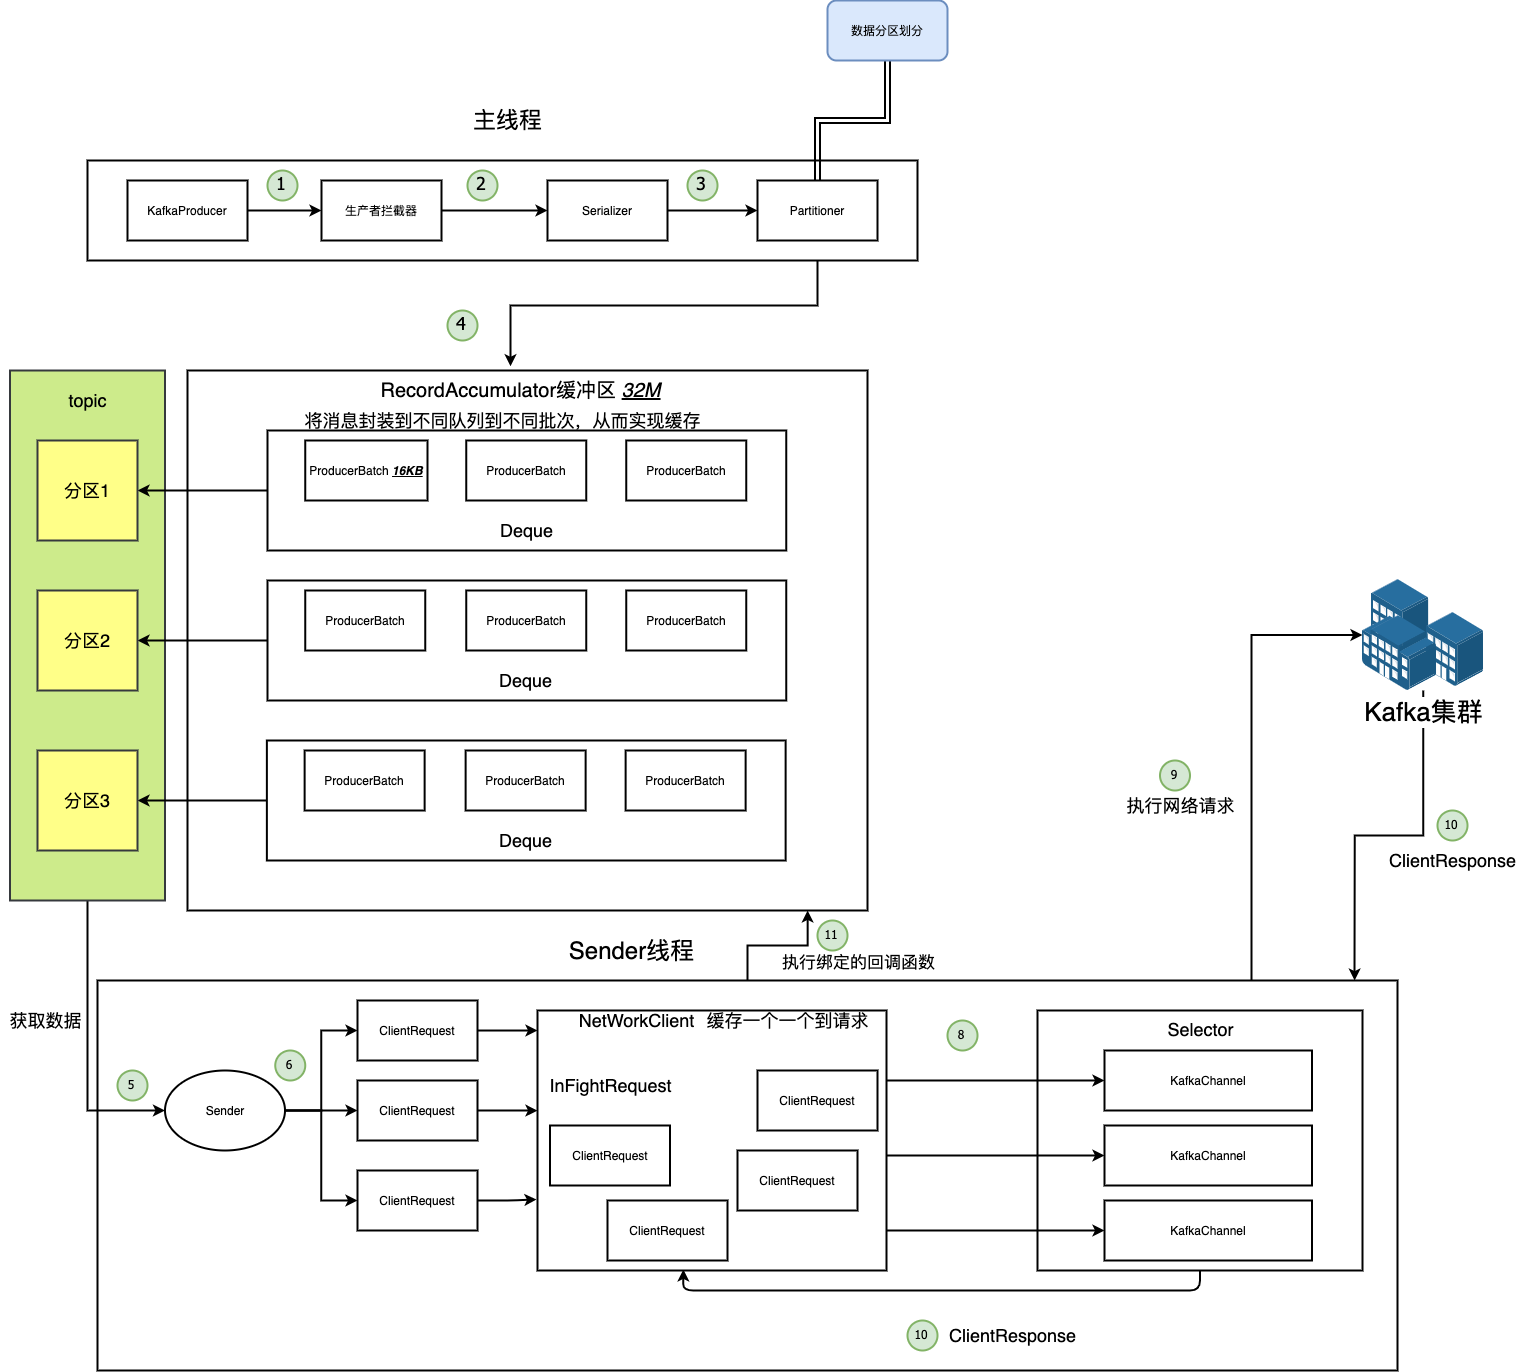 数据分区划分
主线程
1
2
3
KafkaProducer
生产者拦截器
Serializer
Partitioner
4
topic
分区1
分区2
分区3
RecordAccumulator缓冲区 32M
将消息封装到不同队列到不同批次，从而实现缓存
ProducerBatch 16KB
ProducerBatch
ProducerBatch
Deque
ProducerBatch
ProducerBatch
ProducerBatch
Deque
ProducerBatch
ProducerBatch
ProducerBatch
Deque
Kafka集群
9
执行网络请求
10
ClientResponse
Sender线程
11
执行绑定的回调函数
获取数据
5
Sender
6
ClientRequest
ClientRequest
ClientRequest
NetWorkClient 缓存一个一个到请求
InFightRequest
ClientRequest
ClientRequest
ClientRequest
ClientRequest
8
Selector
KafkaChannel
KafkaChannel
KafkaChannel
10
ClientResponse